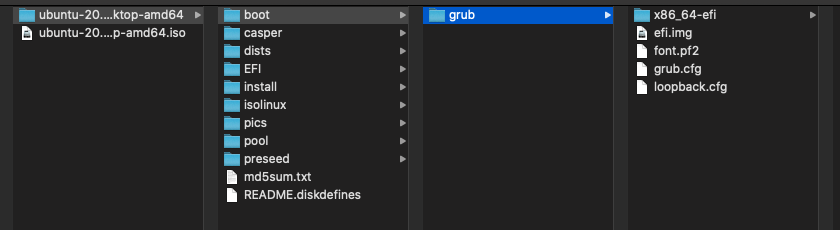 ubuntu-20....ktop-amd64
ubuntu-20....p-amd64.iso
boot
casper
dists
EFI
install
isolinux
pics
pool
preseed
md5sum.txt
README.diskdefines
grub
x86_64-efi
efi.img
font.pf2
grub.cfg
loopback.cfg